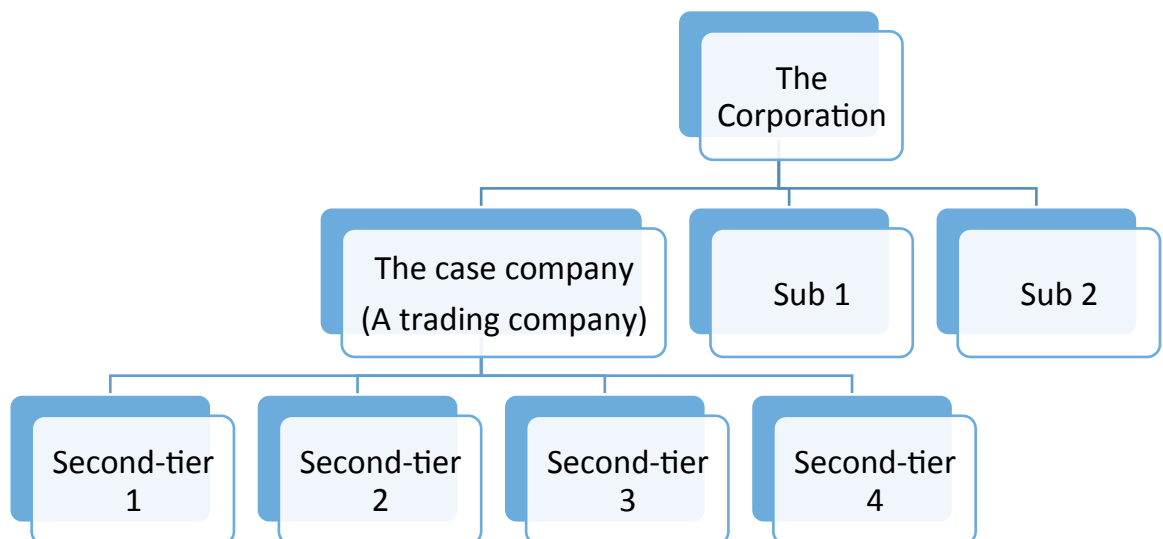 The
Corporation
The case company
(A trading company)
Sub 1
Sub 2
Second-tier
1
Second-tier
2
Second-tier
3
Second-tier
4